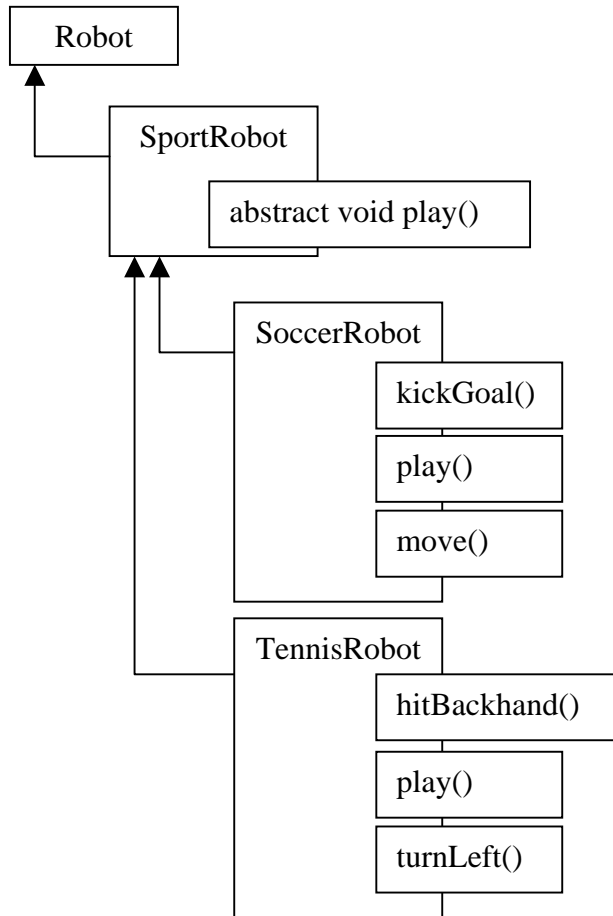 Robot
SportRobot
abstract void play()
SoccerRobot
kickGoal()
play()
move()
TennisRobot
hitBackhand()
play()
turnLeft()